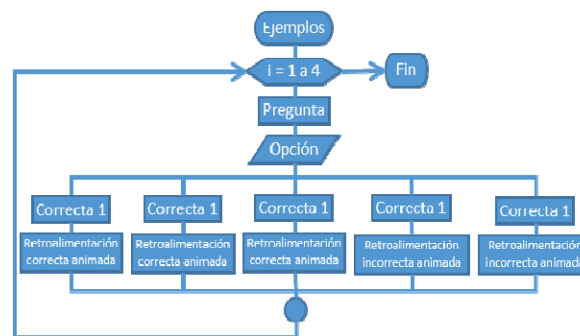 Ejemplos
i = 1 a 4
Fin
Pregunta
Opción
Correcta 1
Correcta 1
Correcta 1
Correcta 1
Correcta 1
Retroalimentación
correcta animada
Retroalimentación
correcta animada
Retroalimentación
correcta animada
Retroalimentación
incorrecta animada
Retroalimentación
incorrecta animada